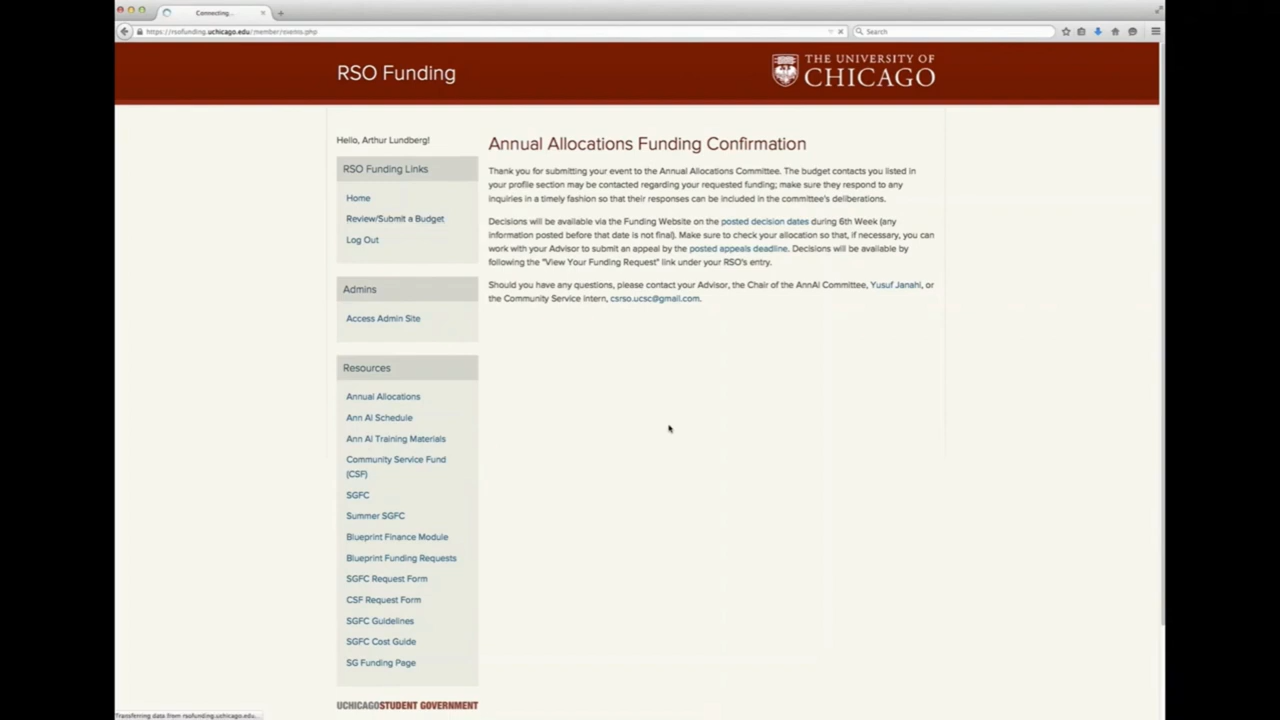 Connecting...
https://rsofunding.uchicago.edu/member/events.php
Search
RSO Funding
THE UNIVERSITY OF
CHICAGO
Hello, Arthur Lundberg!
RSO Funding Links
Home
Review/Submit a Budget
Log Out
Admins
Access Admin Site
Resources
Annual Allocations
Ann Al Schedule
Ann Al Training Materials
Community Service Fund
(CSF)
SGFC
Summer SGFC
Blueprint Finance Module
Blueprint Funding Requests
SGFC Request Form
CSF Request Form
SGFC Guidelines
SGFC Cost Guide
SG Funding Page
UCHICAGOSTUDENT GOVERNMENT
Annual Allocations Funding Confirmation
Thank you for submitting your event to the Annual Allocations Committee. The budget contacts you listed in
your profile section may be contacted regarding your requested funding; make sure they respond to any
inquiries in a timely fashion so that their responses can be included in the committee's deliberations.
Decisions will be available via the Funding Website on the posted decision dates during 6th Week (any
information posted before that date is not final). Make sure to check your allocation so that, if necessary, you can
work with your Advisor to submit an appeal by the posted appeals deadline. Decisions will be available by
following the "View Your Funding Request" link under your RSO's entry.
Should you have any questions, please contact your Advisor, the Chair of the AnnAl Committee, Yusuf Janahi, or
the Community Service intern, csrso.ucsc@gmail.com.
Transferring data from rsofunding.uchicago.edu...